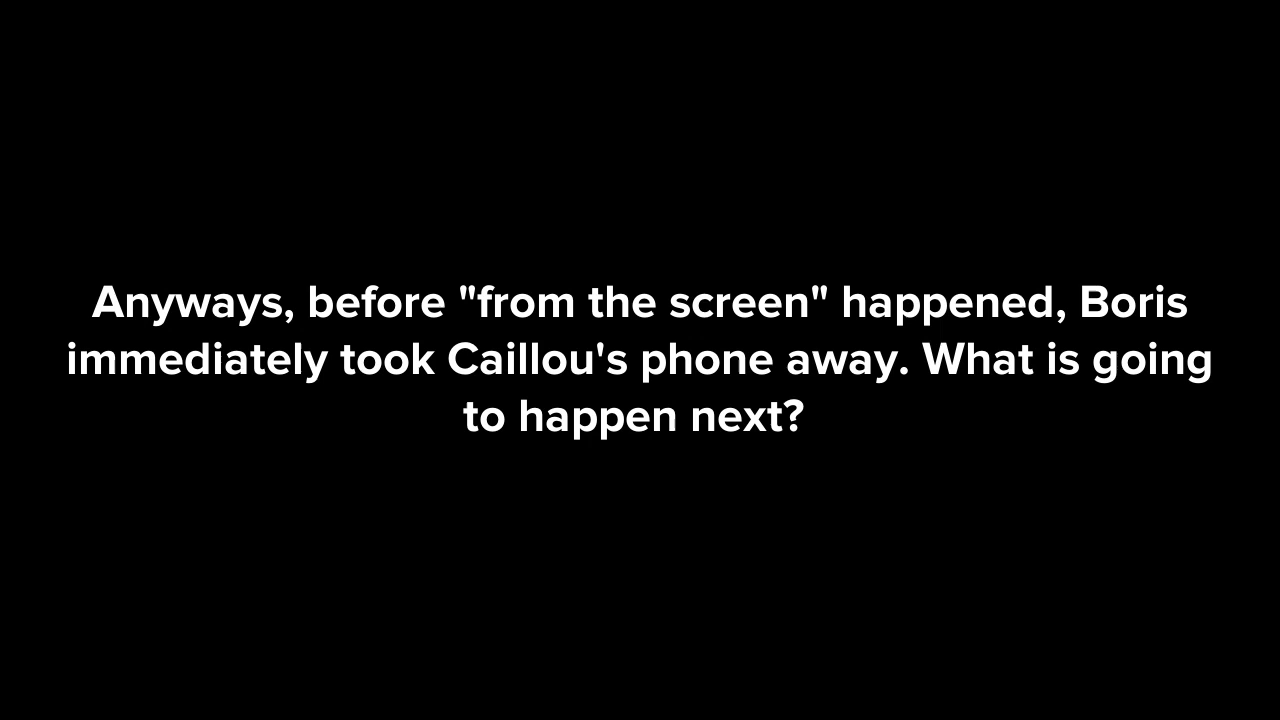 Anyways, before "from the screen" happened, Boris
immediately took Caillou's phone away. What is going
to happen next?